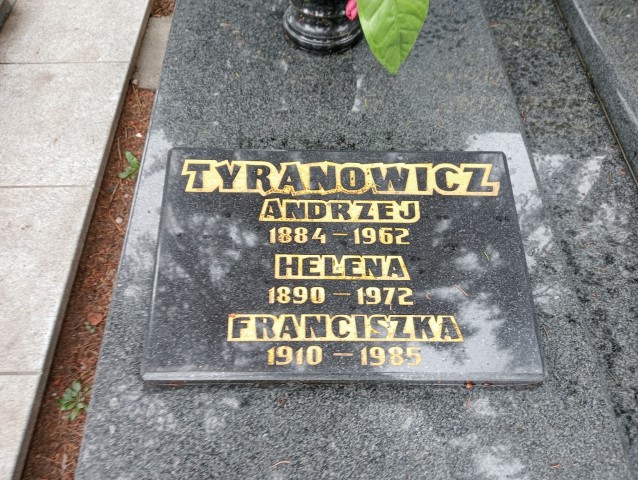 TYRANOWICZ
ANDRZEJ
1884 – 1962
HELENA
1890 – 1972
FRANCISZKA
1910 – 1985